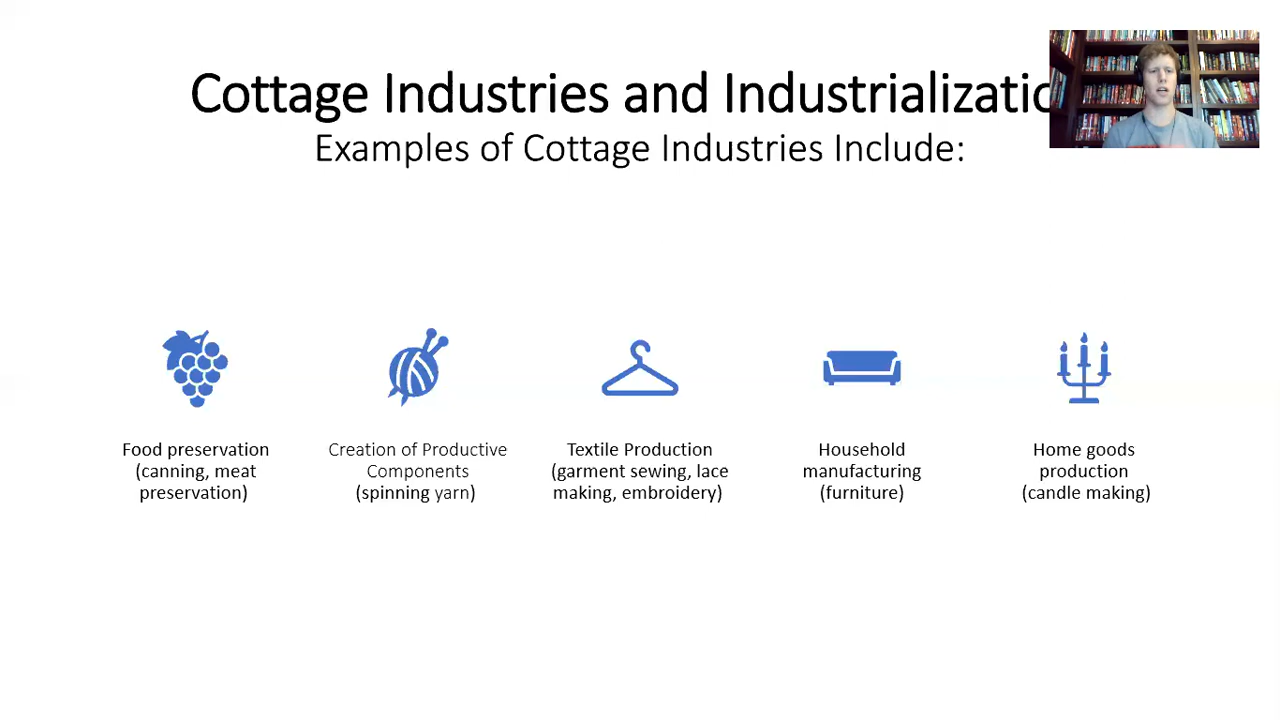 Cottage Industries and Industrializatio
Examples of Cottage Industries Include:
Food preservation
(canning, meat
preservation)
Creation of Productive
Components
(spinning yarn)
Textile Production
(garment sewing, lace
making, embroidery)
Household
manufacturing
(furniture)
Home goods
production
(candle making)